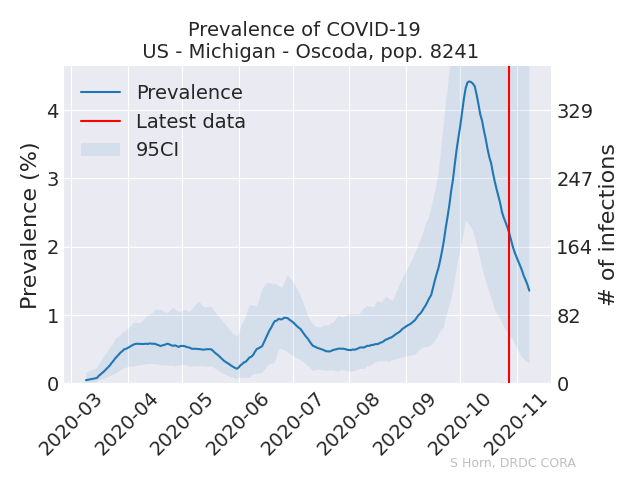 Prevalence of COVID-19
US - Michigan - Oscoda, pop. 8241
Prevalence
Latest data
95CI
Prevalence (%)
4
3
2
1
0
329
247
164
82
0
# of infections
2020-03
2020-04
2020-05
2020-06
2020-07
2020-08
2020-09
2020-10
2020-11
S Horn, DRDC CORA